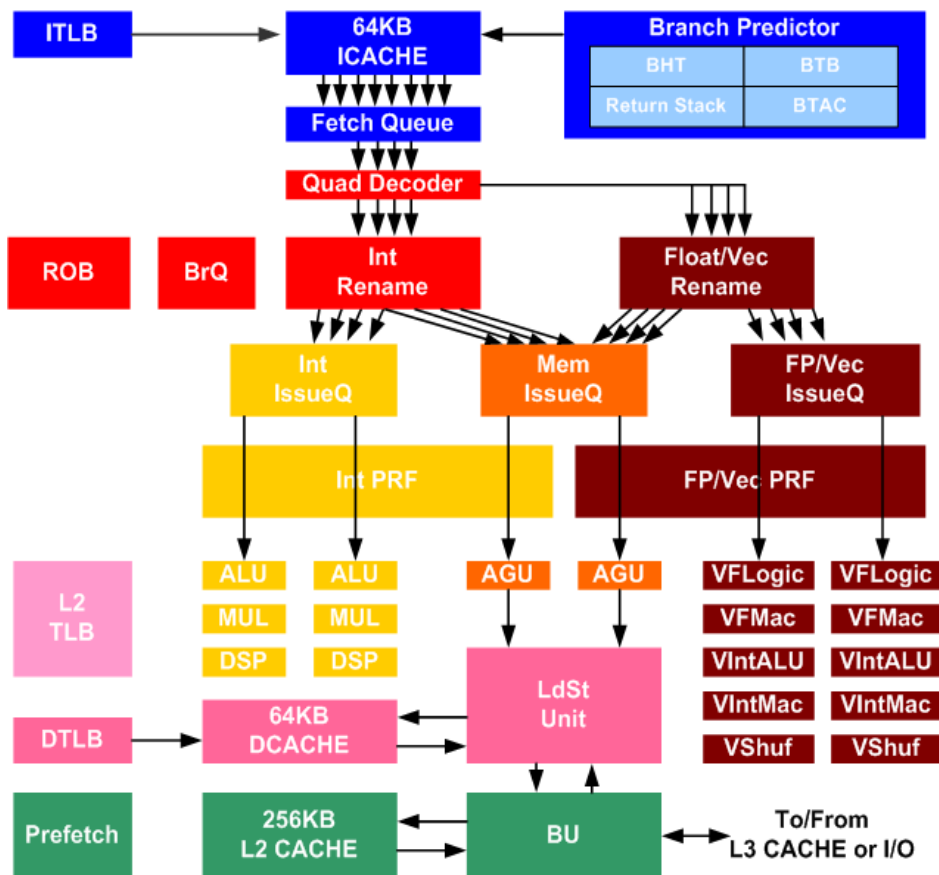 ITLB
64KB
ICACHE
Branch Predictor
BHT
BTB
Return Stack
BTAC
Fetch Queue
Quad Decoder
ROB
BrQ
Int
Rename
Float/Vec
Rename
Int
IssueQ
Mem
IssueQ
FP/Vec
IssueQ
Int PRF
FP/Vec PRF
L2
TLB
ALU
ALU
AGU
AGU
VFLogic
VFLogic
MUL
MUL
VFMac
VFMac
DSP
DSP
VIntALU
VIntALU
LdSt
Unit
VIntMac
VIntMac
DTLB
64KB
DCACHE
VShuf
VShuf
Prefetch
256KB
L2 CACHE
BU
To/From
L3 CACHE or I/O